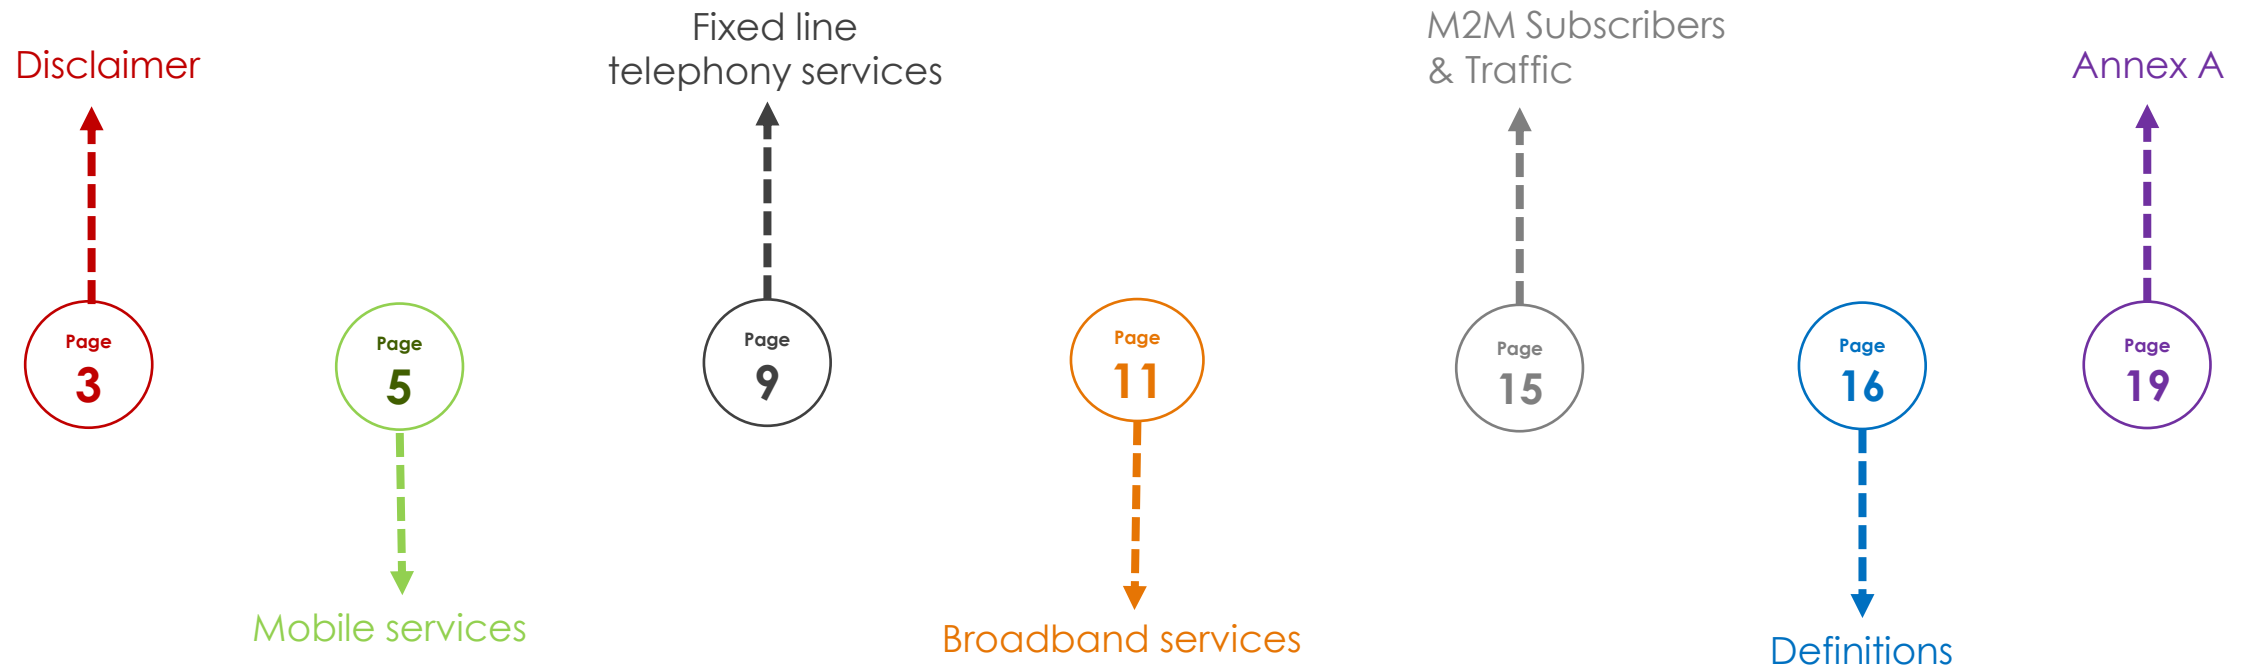 Disclaimer
Page
3
Page
5
Mobile services
Fixed line
telephony services
Page
9
Page
11
Broadband services
M2M Subscribers
& Traffic
Page
15
Page
16
Definitions
Annex A
Page
19